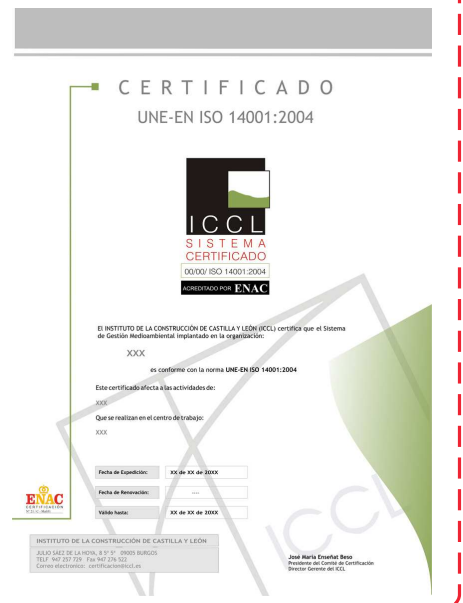 CERTIFICADO
UNE-EN ISO 14001:2004
ICCL
SISTEMA
CERTIFICADO
00/00/ ISO 14001:2004
ACREDITADO POR ENAC
El INSTITUTO DE LA CONSTRUCCIÓN DE CASTILLA Y LEÓN (ICCL) certifica que el Sistema
de Gestión Medioambiental implantado en la organización:
XXX
es conforme con la norma UNE-EN ISO 14001:2004
Este certificado afecta a las actividades de:
XXX
Que se realizan en el centro de trabajo:
XXX
Fecha de Expedición: XX de XX de 20XX
Fecha de Renovación: ....
Válido hasta: XX de XX de 20XX
ENAC
CERTIFICACIÓN
INSTITUTO DE LA CONSTRUCCIÓN DE CASTILLA Y LEÓN
JULIO SÁEZ DE LA HOYA, 8 5º 5ª 09005 BURGOS
TELF 947 257 729 Fax 947 276 522
Correo electronico: certificacion@iccl.es
José María Enseñat Beso
Presidente del Comité de Certificación
Director Gerente del ICCL
ICCL